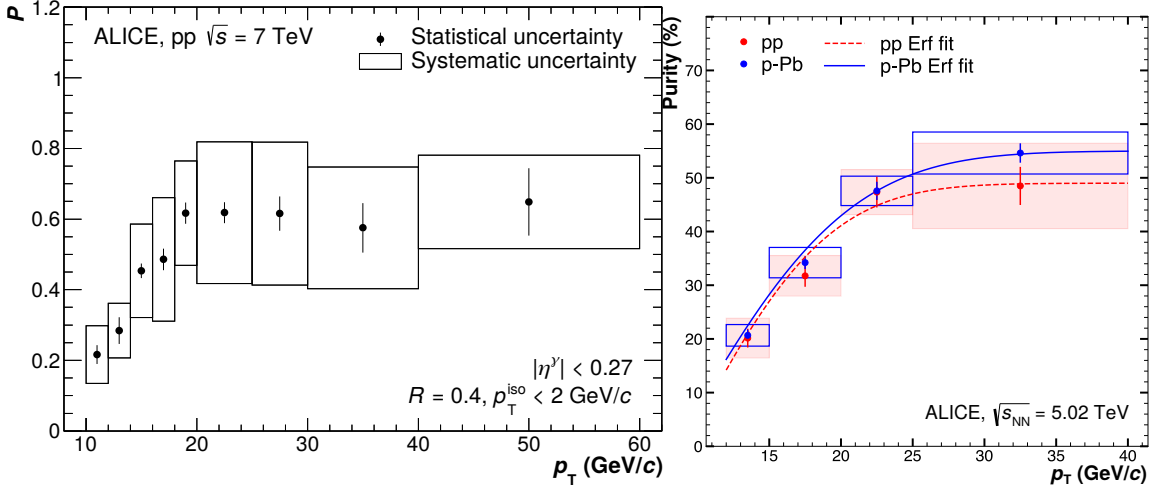 P
1.2
1
0.8
0.6
0.4
0.2
0
ALICE, pp √s = 7 TeV
Statistical uncertainty
Systematic uncertainty
|η^γ| < 0.27
R = 0.4, p_T^iso < 2 GeV/c
10 20 30 40 50 60
p_T (GeV/c)
Purity (%)
70
60
50
40
30
20
10
0
pp
p-Pb
pp Erf fit
p-Pb Erf fit
ALICE, √s_NN = 5.02 TeV
15 20 25 30 35 40
p_T (GeV/c)